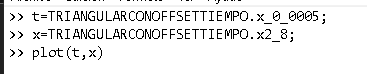 >> t=TRIANGULARCONOFFSETTIEMPO.x_0_0005;
>> x=TRIANGULARCONOFFSETTIEMPO.x2_8;
>> plot(t,x)